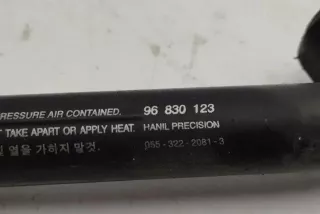 PRESSURE AIR CONTAINED. 96 830 123
TAKE APART OR APPLY HEAT. HANIL PRECISION
열을 가하지 말것. 055-322-2081~3